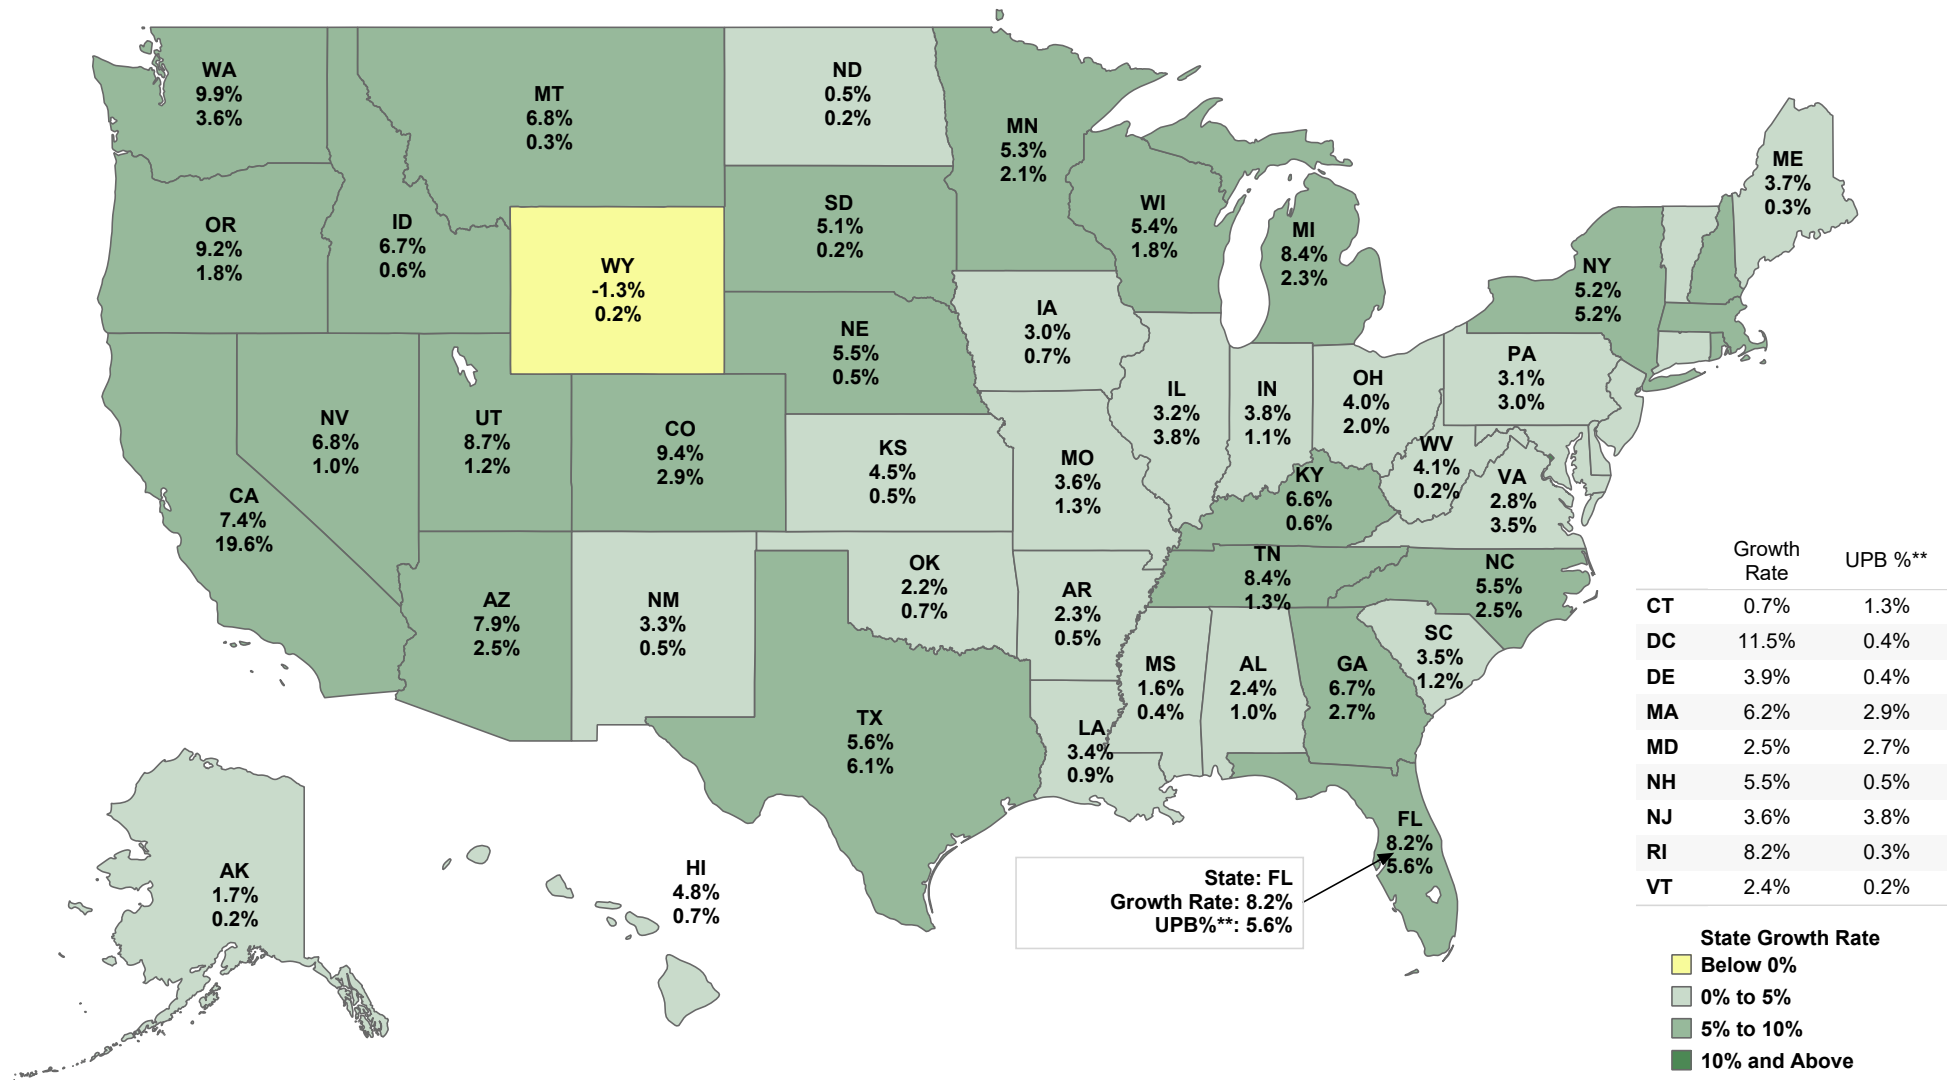 WA
9.9%
3.6%
MT
6.8%
0.3%
ND
0.5%
0.2%
MN
5.3%
2.1%
ME
3.7%
0.3%
OR
9.2%
1.8%
ID
6.7%
0.6%
WY
-1.3%
0.2%
SD
5.1%
0.2%
WI
5.4%
1.8%
MI
8.4%
2.3%
NY
5.2%
5.2%
NE
5.5%
0.5%
IA
3.0%
0.7%
PA
3.1%
3.0%
NV
6.8%
1.0%
UT
8.7%
1.2%
CO
9.4%
2.9%
KS
4.5%
0.5%
MO
3.6%
1.3%
IL
3.2%
3.8%
IN
3.8%
1.1%
OH
4.0%
2.0%
WV
4.1%
0.2%
VA
2.8%
3.5%
KY
6.6%
0.6%
CA
7.4%
19.6%
AZ
7.9%
2.5%
NM
3.3%
0.5%
OK
2.2%
0.7%
AR
2.3%
0.5%
TN
8.4%
1.3%
NC
5.5%
2.5%
SC
3.5%
1.2%
MS
1.6%
0.4%
AL
2.4%
1.0%
GA
6.7%
2.7%
TX
5.6%
6.1%
LA
3.4%
0.9%
FL
8.2%
5.6%
AK
1.7%
0.2%
HI
4.8%
0.7%
State: FL
Growth Rate: 8.2%
UPB%**: 5.6%
Growth
Rate UPB %**
CT 0.7% 1.3%
DC 11.5% 0.4%
DE 3.9% 0.4%
MA 6.2% 2.9%
MD 2.5% 2.7%
NH 5.5% 0.5%
NJ 3.6% 3.8%
RI 8.2% 0.3%
VT 2.4% 0.2%
State Growth Rate
Below 0%
0% to 5%
5% to 10%
10% and Above